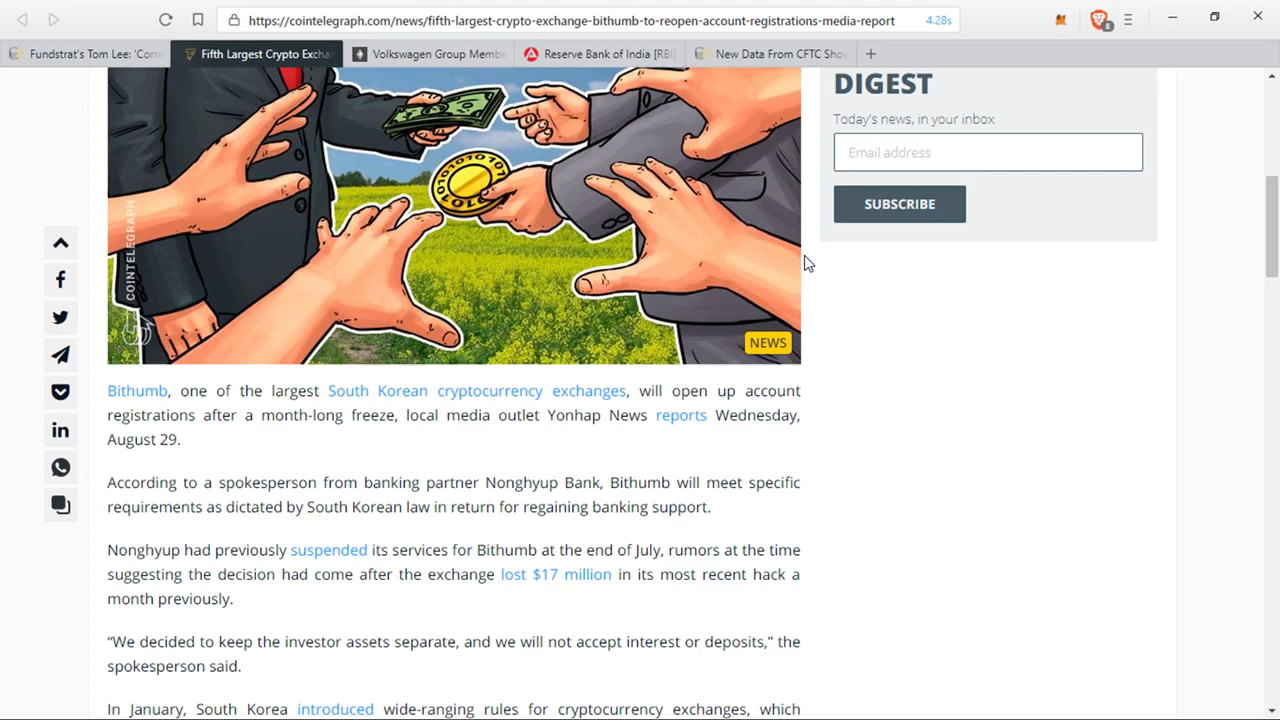 https://cointelegraph.com/news/fifth-largest-crypto-exchange-bithumb-to-reopen-account-registrations-media-report
4.28s
8
Fundstrat's Tom Lee: 'Corre
Fifth Largest Crypto Excha
Volkswagen Group Membe
Reserve Bank of India [RBI]
New Data From CFTC Show
DIGEST
Today's news, in your inbox
Email address
SUBSCRIBE
COINTELEGRAPH
NEWS
Bithumb, one of the largest South Korean cryptocurrency exchanges, will open up account
registrations after a month-long freeze, local media outlet Yonhap News reports Wednesday,
August 29.
According to a spokesperson from banking partner Nonghyup Bank, Bithumb will meet specific
requirements as dictated by South Korean law in return for regaining banking support.
Nonghyup had previously suspended its services for Bithumb at the end of July, rumors at the time
suggesting the decision had come after the exchange lost $17 million in its most recent hack a
month previously.
“We decided to keep the investor assets separate, and we will not accept interest or deposits,” the
spokesperson said.
In January, South Korea introduced wide-ranging rules for cryptocurrency exchanges, which